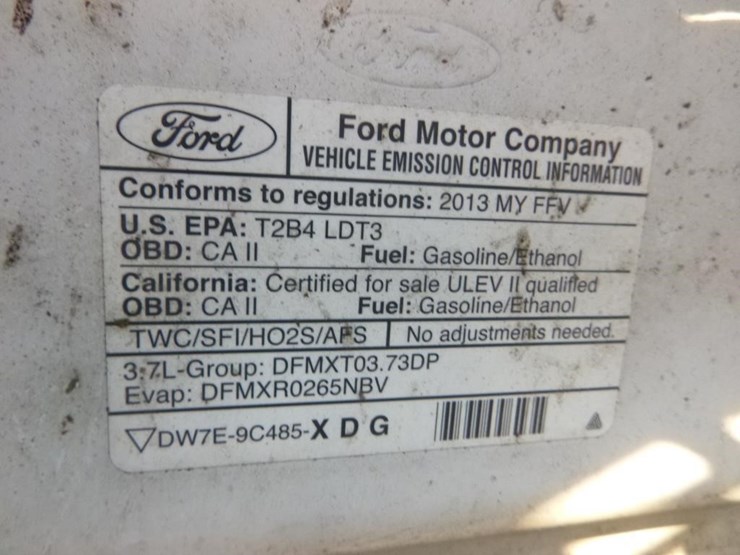 Ford
Ford
Ford Motor Company
VEHICLE EMISSION CONTROL INFORMATION
Conforms to regulations: 2013 MY FFV
U.S. EPA: T2B4 LDT3
OBD: CA II Fuel: Gasoline/Ethanol
California: Certified for sale ULEV II qualified
OBD: CA II Fuel: Gasoline/Ethanol
TWC/SFI/HO2S/AFS No adjustments needed.
3.7L-Group: DFMXT03.73DP
Evap: DFMXR0265NBV
DW7E-9C485-X D G